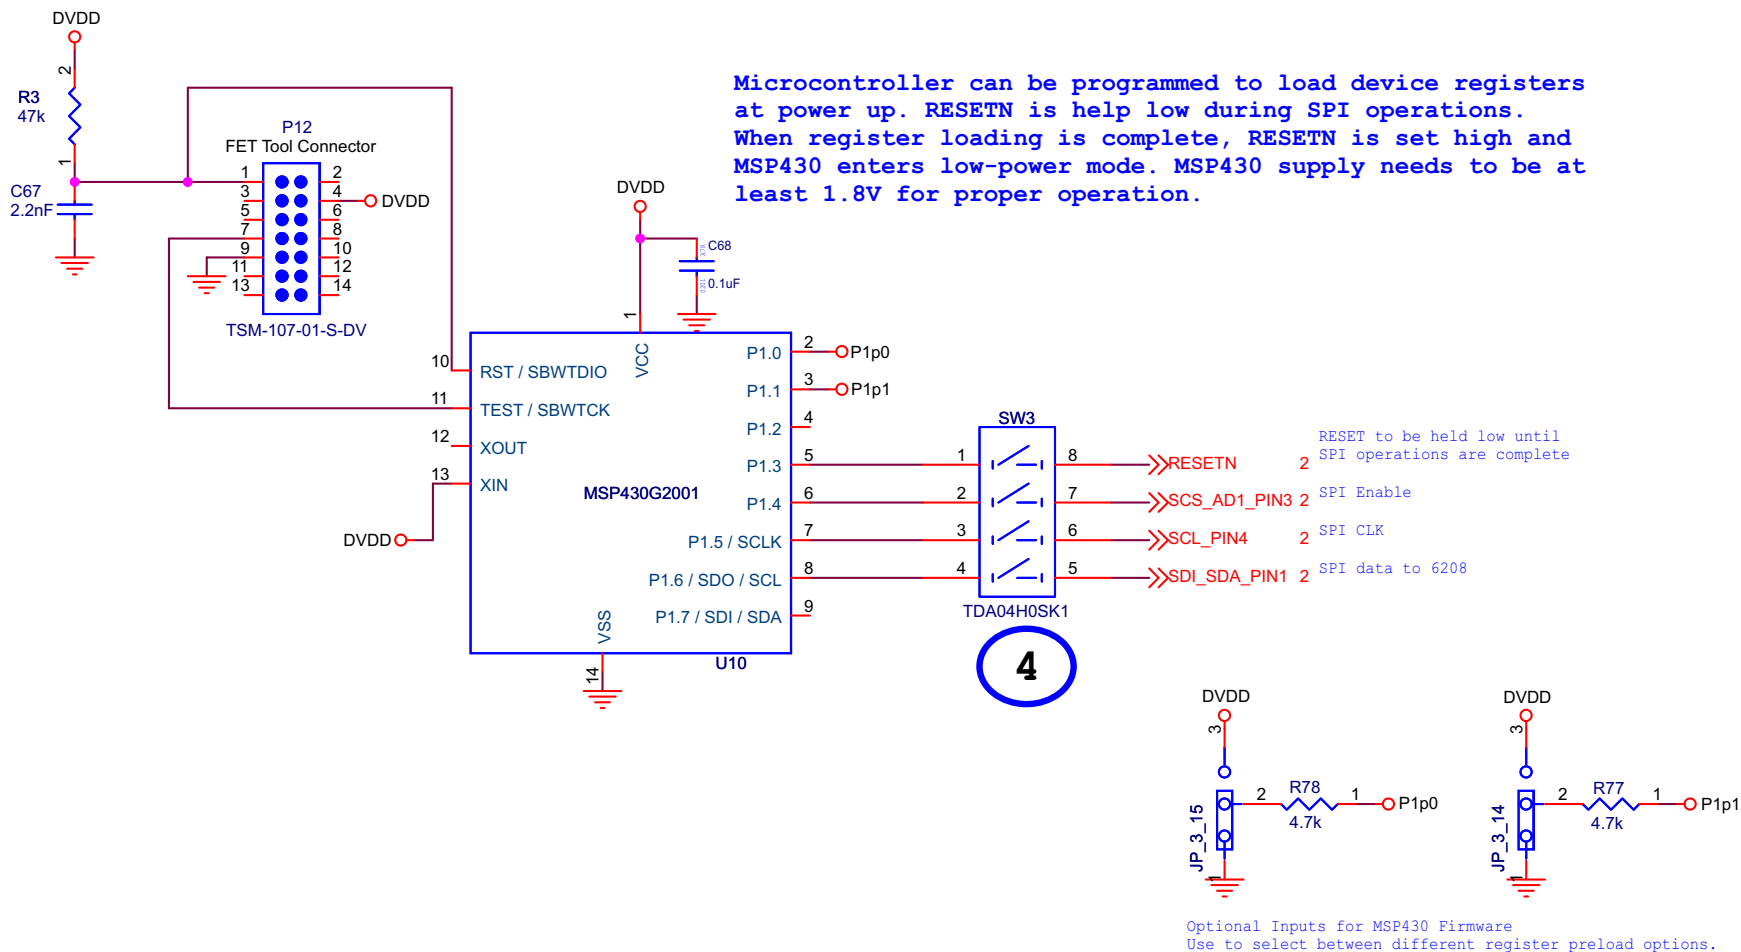 DVDD
2
R3
47k
1
C67
2.2nF
P12
FET Tool Connector
1
2
3
4
DVDD
5
6
7
8
9
10
11
12
13
14
TSM-107-01-S-DV
Microcontroller can be programmed to load device registers
at power up. RESETN is help low during SPI operations.
When register loading is complete, RESETN is set high and
MSP430 enters low-power mode. MSP430 supply needs to be at
least 1.8V for proper operation.
DVDD
C68
X7R
0201
0.1uF
1
VCC
10
RST / SBWTDIO
11
TEST / SBWTCK
12
XOUT
13
XIN
DVDD
MSP430G2001
P1.0
2
P1p0
P1.1
3
P1p1
P1.2
4
P1.3
5
P1.4
6
P1.5 / SCLK
7
P1.6 / SDO / SCL
8
P1.7 / SDI / SDA
9
VSS
14
U10
SW3
1
8
RESETN
2
RESET to be held low until
SPI operations are complete
2
7
SCS_AD1_PIN3
2
SPI Enable
3
6
SCL_PIN4
2
SPI CLK
4
5
SDI_SDA_PIN1
2
SPI data to 6208
TDA04H0SK1
4
DVDD
3
JP_3_15
1
2
R78
1
4.7k
P1p0
DVDD
3
JP_3_14
1
2
R77
1
4.7k
P1p1
Optional Inputs for MSP430 Firmware
Use to select between different register preload options.